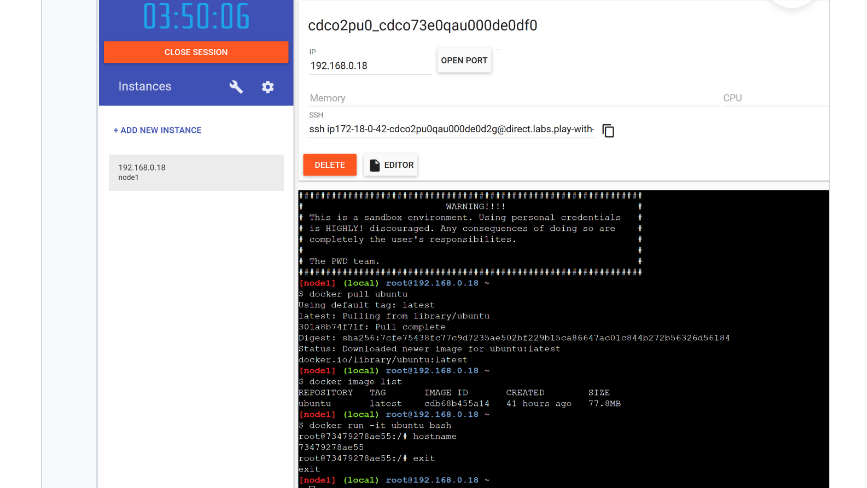 03:50:06
CLOSE SESSION
Instances
+ ADD NEW INSTANCE
192.168.0.18
node1
cdco2pu0_cdco73e0qau000de0df0
IP
192.168.0.18
OPEN PORT
Memory
CPU
SSH
ssh ip172-18-0-42-cdco2pu0qau000de0d2g@direct.labs.play-with-
DELETE
EDITOR
###############################################################
# WARNING!!!! #
# This is a sandbox environment. Using personal credentials #
# is HIGHLY! discouraged. Any consequences of doing so are #
# completely the user's responsibilites. #
# #
# The PWD team. #
###############################################################
[node1] (local) root@192.168.0.18 ~
$ docker pull ubuntu
Using default tag: latest
latest: Pulling from library/ubuntu
301a8b74f71f: Pull complete
Digest: sha256:7cfe75438fc77c9d7235ae502bf229b15ca86647ac01c844b272b56326d56184
Status: Downloaded newer image for ubuntu:latest
docker.io/library/ubuntu:latest
[node1] (local) root@192.168.0.18 ~
$ docker image list
REPOSITORY TAG IMAGE ID CREATED SIZE
ubuntu latest cdb68b455a14 41 hours ago 77.8MB
[node1] (local) root@192.168.0.18 ~
$ docker run -it ubuntu bash
root@73479278ae55:/# hostname
73479278ae55
root@73479278ae55:/# exit
exit
[node1] (local) root@192.168.0.18 ~